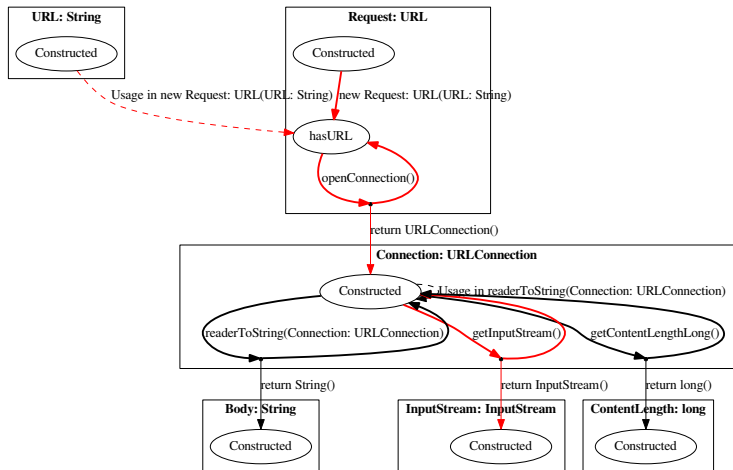 URL: String
Request: URL
Constructed
Constructed
Usage in new Request: URL(URL: String)
new Request: URL(URL: String)
hasURL
openConnection()
return URLConnection()
Connection: URLConnection
Constructed
Usage in readerToString(Connection: URLConnection)
readerToString(Connection: URLConnection)
getInputStream()
getContentLengthLong()
return String()
return InputStream()
return long()
Body: String
InputStream: InputStream
ContentLength: long
Constructed
Constructed
Constructed